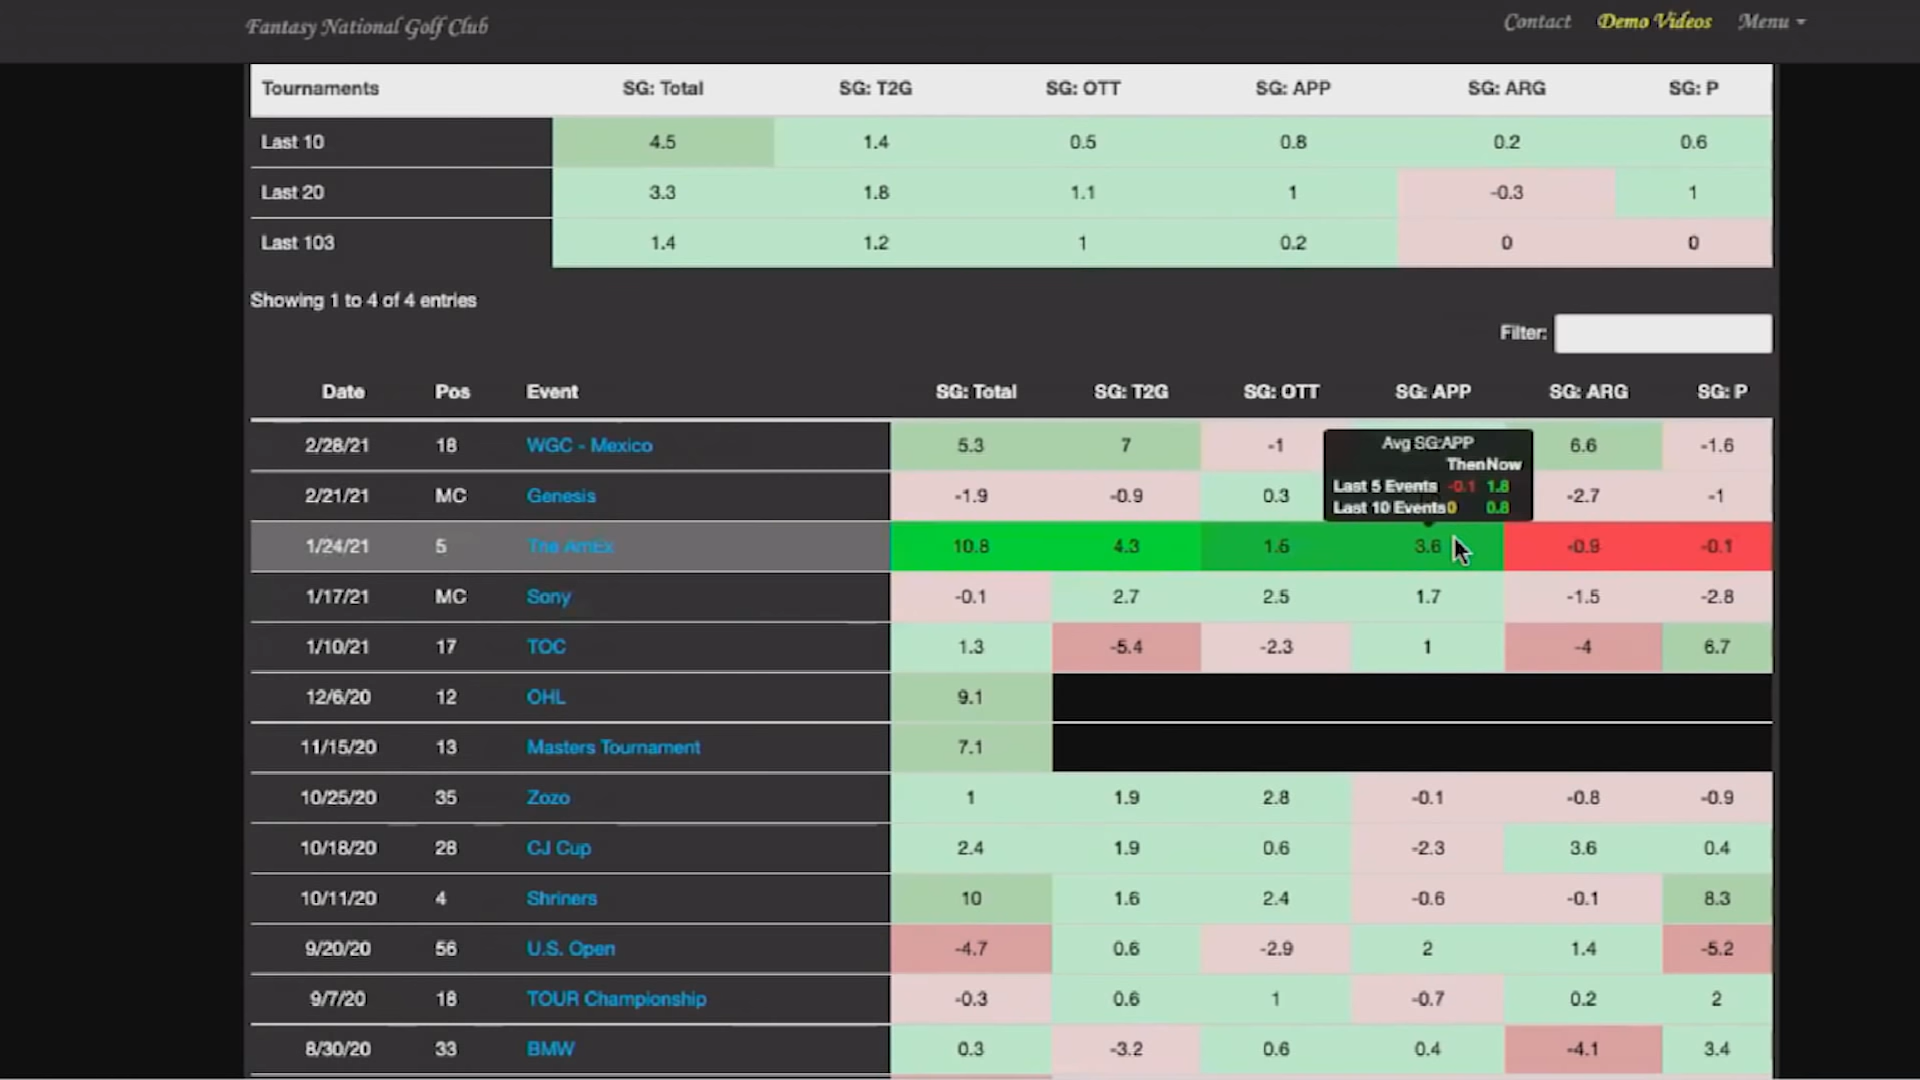 Fantasy National Golf Club Contact Demo Videos Menu
Tournaments SG: Total SG: T2G SG: OTT SG: APP SG: ARG SG: P
Last 10 4.5 1.4 0.5 0.8 0.2 0.6
Last 20 3.3 1.8 1.1 1 -0.3 1
Last 103 1.4 1.2 1 0.2 0 0
Showing 1 to 4 of 4 entries
Filter:
Date Pos Event SG: Total SG: T2G SG: OTT SG: APP SG: ARG SG: P
2/28/21 18 WGC - Mexico 5.3 7 -1 6.6 -1.6
Avg SG:APP
Then Now
Last 5 Events -0.1 1.8
Last 10 Events 0 0.8
2/21/21 MC Genesis -1.9 -0.9 0.3 -2.7 -1
1/24/21 5 The AmEx 10.8 4.3 1.6 3.6 -0.9 -0.1
1/17/21 MC Sony -0.1 2.7 2.5 1.7 -1.5 -2.8
1/10/21 17 TOC 1.3 -5.4 -2.3 1 -4 6.7
12/6/20 12 OHL 9.1
11/15/20 13 Masters Tournament 7.1
10/25/20 35 Zozo 1 1.9 2.8 -0.1 -0.8 -0.9
10/18/20 28 CJ Cup 2.4 1.9 0.6 -2.3 3.6 0.4
10/11/20 4 Shriners 10 1.6 2.4 -0.6 -0.1 8.3
9/20/20 56 U.S. Open -4.7 0.6 -2.9 2 1.4 -5.2
9/7/20 18 TOUR Championship -0.3 0.6 1 -0.7 0.2 2
8/30/20 33 BMW 0.3 -3.2 0.6 0.4 -4.1 3.4